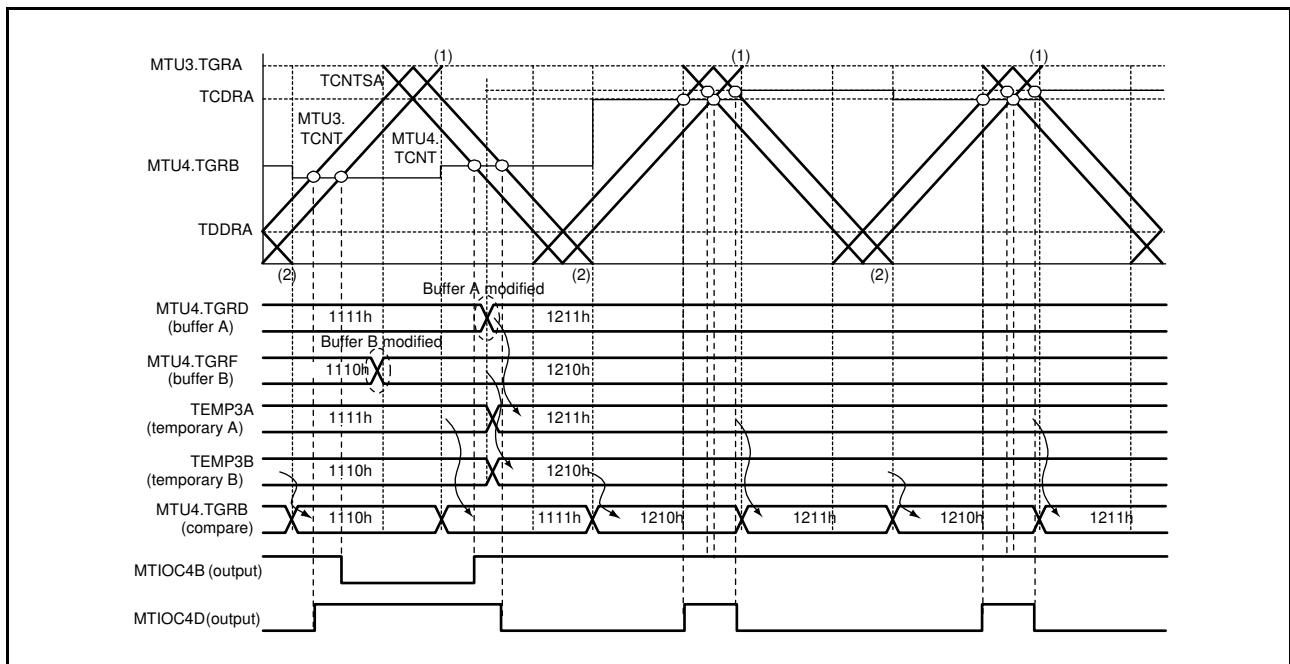 MTU3.TGRA
(1)
(1)
(1)
TCNTSA
TCDRA
MTU3.
TCNT
MTU4.
TCNT
MTU4.TGRB
TDDRA
(2)
(2)
(2)
Buffer A modified
MTU4.TGRD
(buffer A)
1111h
1211h
Buffer B modified
MTU4.TGRF
(buffer B)
1110h
1210h
TEMP3A
(temporary A)
1111h
1211h
TEMP3B
(temporary B)
1110h
1210h
MTU4.TGRB
(compare)
1110h
1111h
1210h
1211h
1210h
1211h
MTIOC4B (output)
MTIOC4D(output)